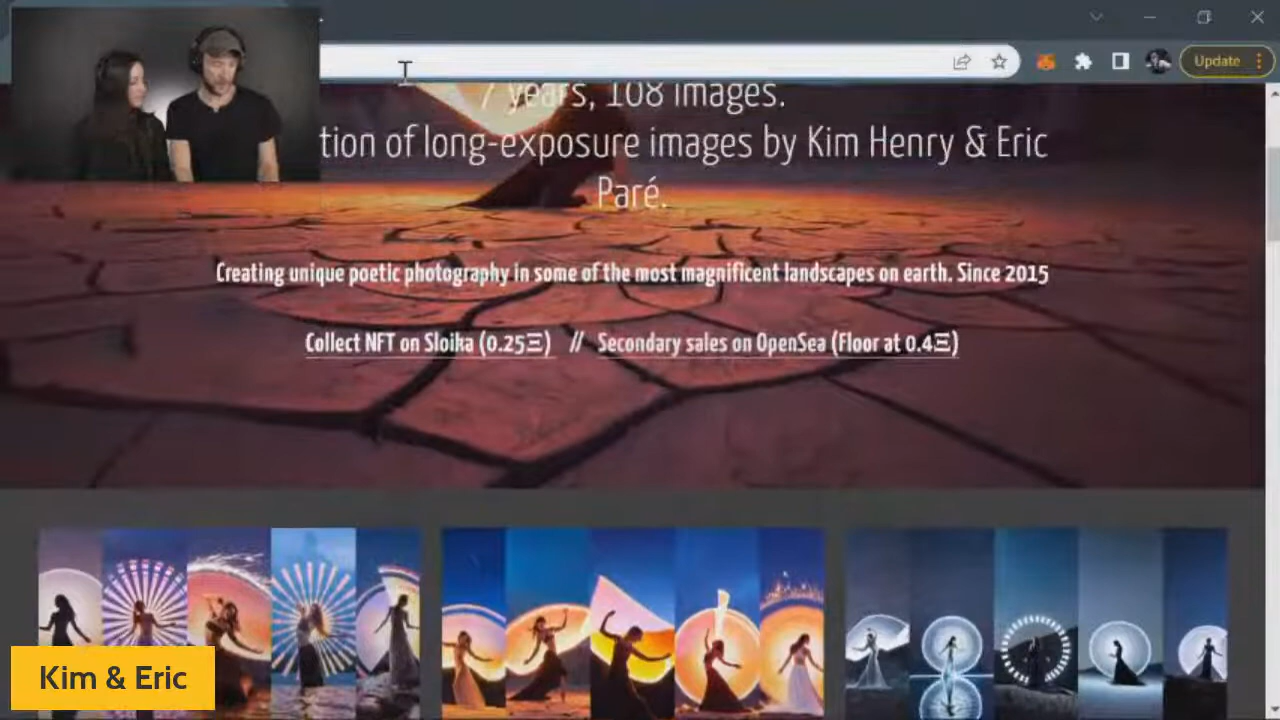 Update
7 years, 108 images.
tion of long-exposure images by Kim Henry & Eric
Paré.
Creating unique poetic photography in some of the most magnificent landscapes on earth. Since 2015
Collect NFT on Sloika (0.25Ξ) // Secondary sales on OpenSea (Floor at 0.4Ξ)
Kim & Eric